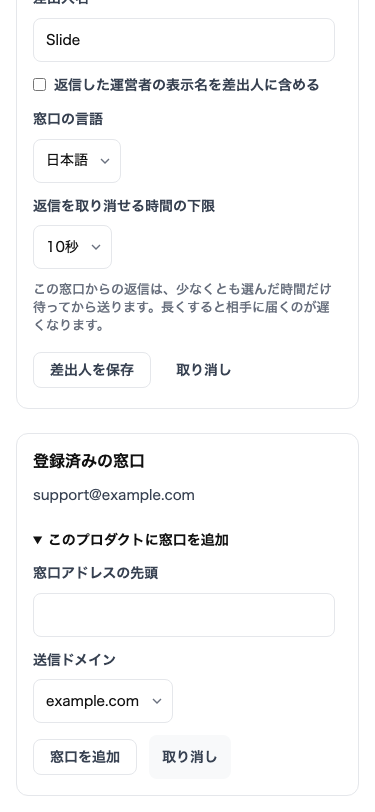 差出人名
Slide
返信した運営者の表示名を差出人に含める
窓口の言語
日本語
返信を取り消せる時間の下限
10秒
この窓口からの返信は、少なくとも選んだ時間だけ
待ってから送ります。長くすると相手に届くのが遅
くなります。
差出人を保存 取り消し
登録済みの窓口
support@example.com
▼ このプロダクトに窓口を追加
窓口アドレスの先頭
送信ドメイン
example.com
窓口を追加 取り消し